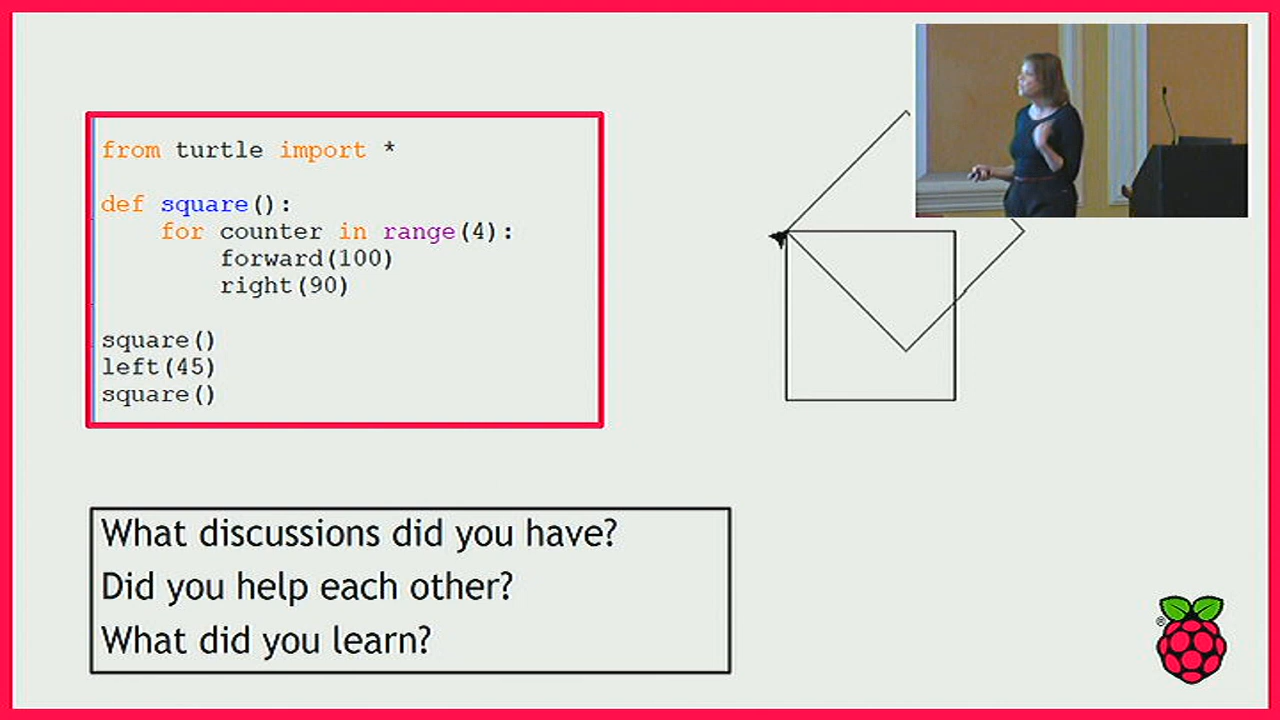 from turtle import *
def square():
for counter in range(4):
forward(100)
right(90)
square()
left(45)
square()
What discussions did you have?
Did you help each other?
What did you learn?
®